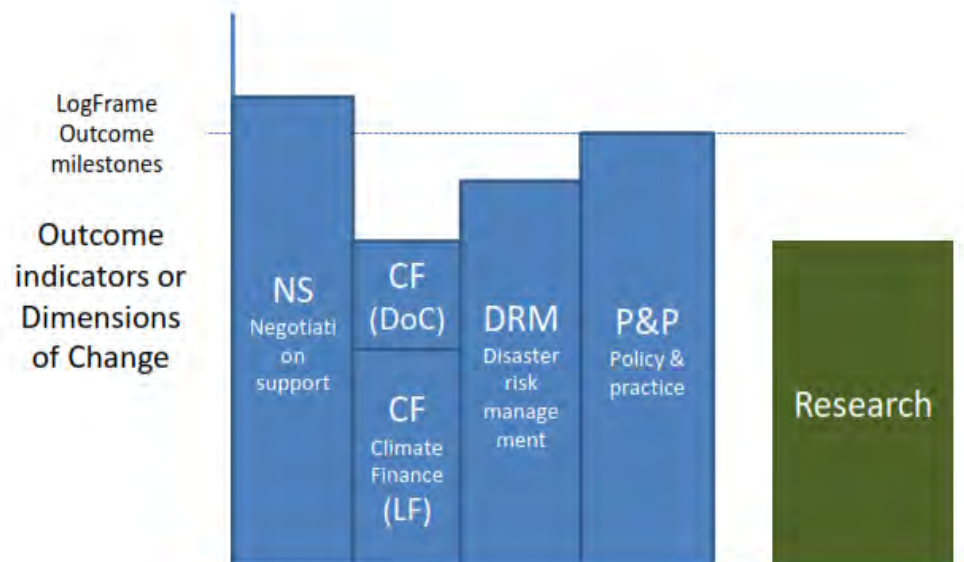 LogFrame
Outcome
milestones
Outcome
indicators or
Dimensions
of Change
NS
Negotiati
on
support
CF
(DoC)
CF
Climate
Finance
(LF)
DRM
Disaster
risk
manage
ment
P&P
Policy &
practice
Research